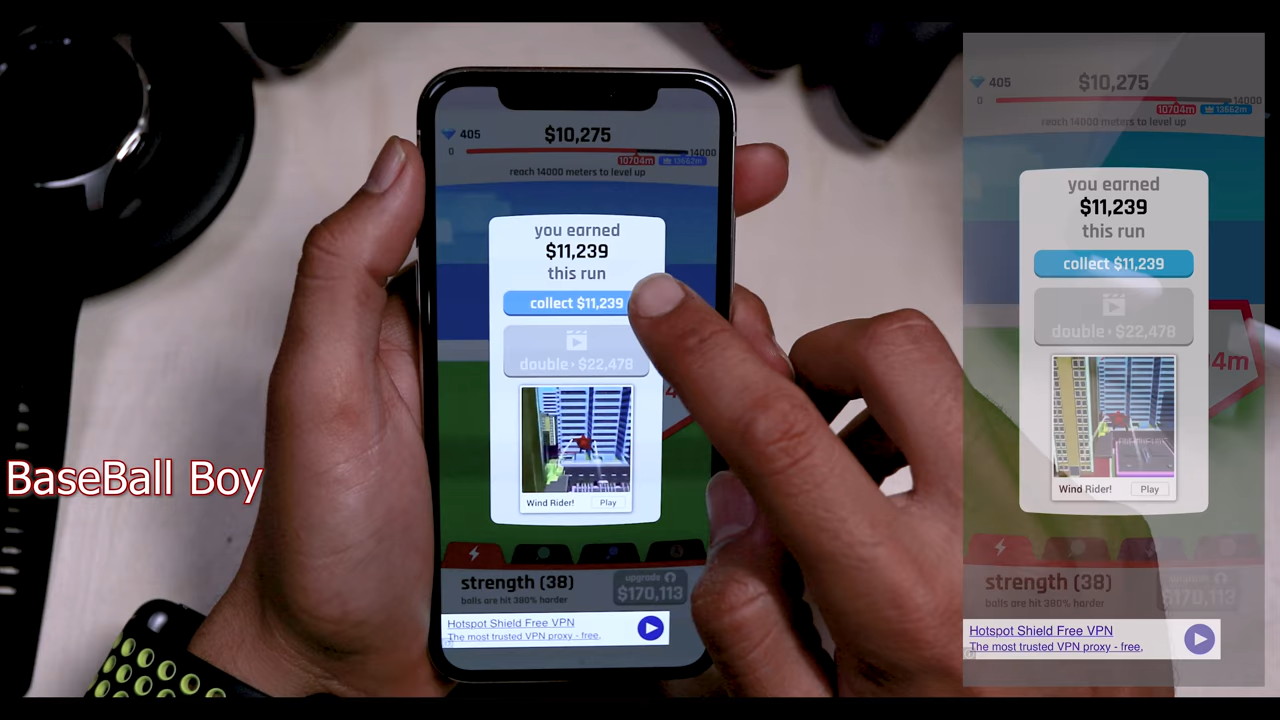 405
$10,275
0
14000
10704m
13662m
reach 14000 meters to level up
you earned
$11,239
this run
collect $11,239
double
$22,478
Wind Rider!
Play
strength (38)
balls are hit 380% harder
upgrade
$170,113
Hotspot Shield Free VPN
The most trusted VPN proxy - free,
BaseBall Boy
405
$10,275
0
14000
10704m
13662m
reach 14000 meters to level up
you earned
$11,239
this run
collect $11,239
double
$22,478
4m
Wind Rider!
Play
strength (38)
balls are hit 380% harder
upgrade
$170,113
Hotspot Shield Free VPN
The most trusted VPN proxy - free,